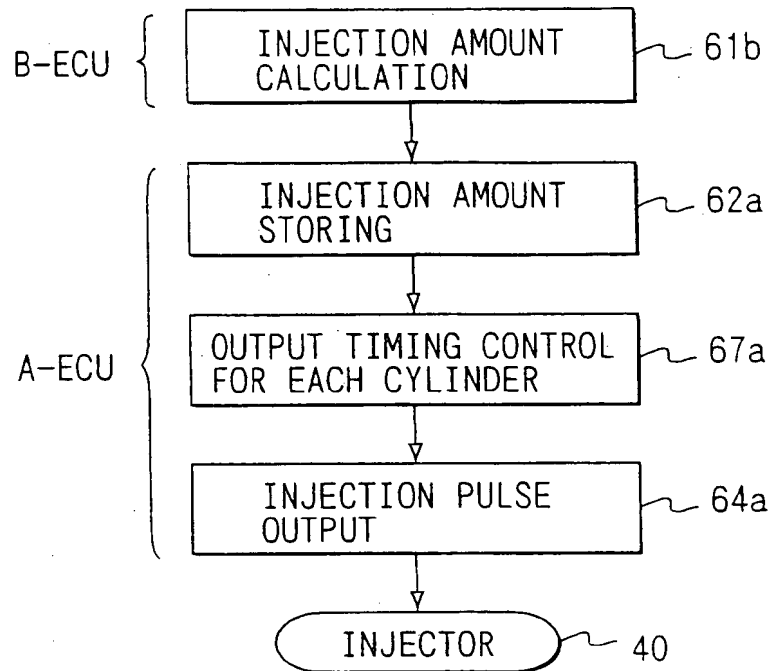 B-ECU
INJECTION AMOUNT
CALCULATION
61b
A-ECU
INJECTION AMOUNT
STORING
62a
OUTPUT TIMING CONTROL
FOR EACH CYLINDER
67a
INJECTION PULSE
OUTPUT
64a
INJECTOR
40